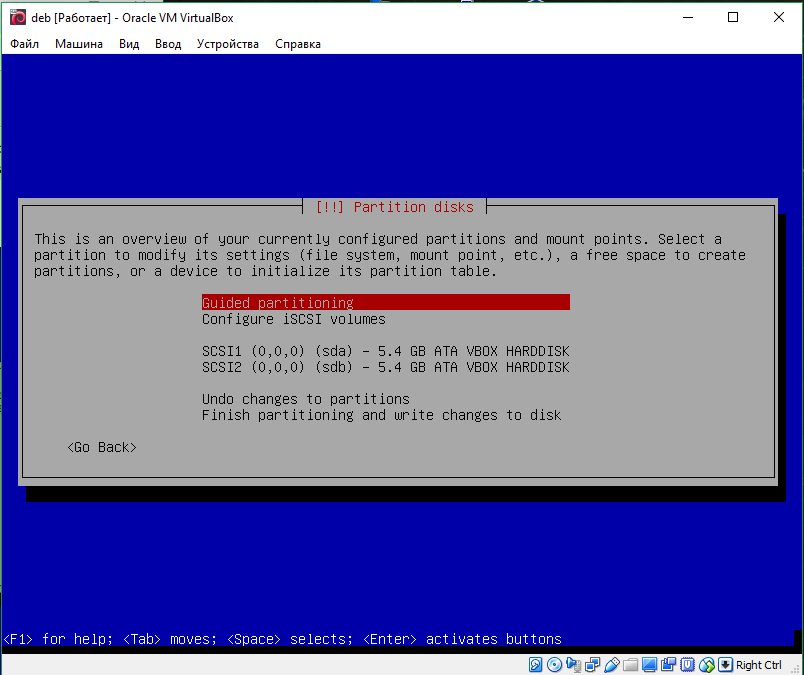 deb [Работает] - Oracle VM VirtualBox
Файл Машина Вид Ввод Устройства Справка
[!!] Partition disks
This is an overview of your currently configured partitions and mount points. Select a
partition to modify its settings (file system, mount point, etc.), a free space to create
partitions, or a device to initialize its partition table.
Guided partitioning
Configure iSCSI volumes
SCSI1 (0,0,0) (sda) - 5.4 GB ATA VBOX HARDDISK
SCSI2 (0,0,0) (sdb) - 5.4 GB ATA VBOX HARDDISK
Undo changes to partitions
Finish partitioning and write changes to disk
<Go Back>
<F1> for help; <Tab> moves; <Space> selects; <Enter> activates buttons
Right Ctrl